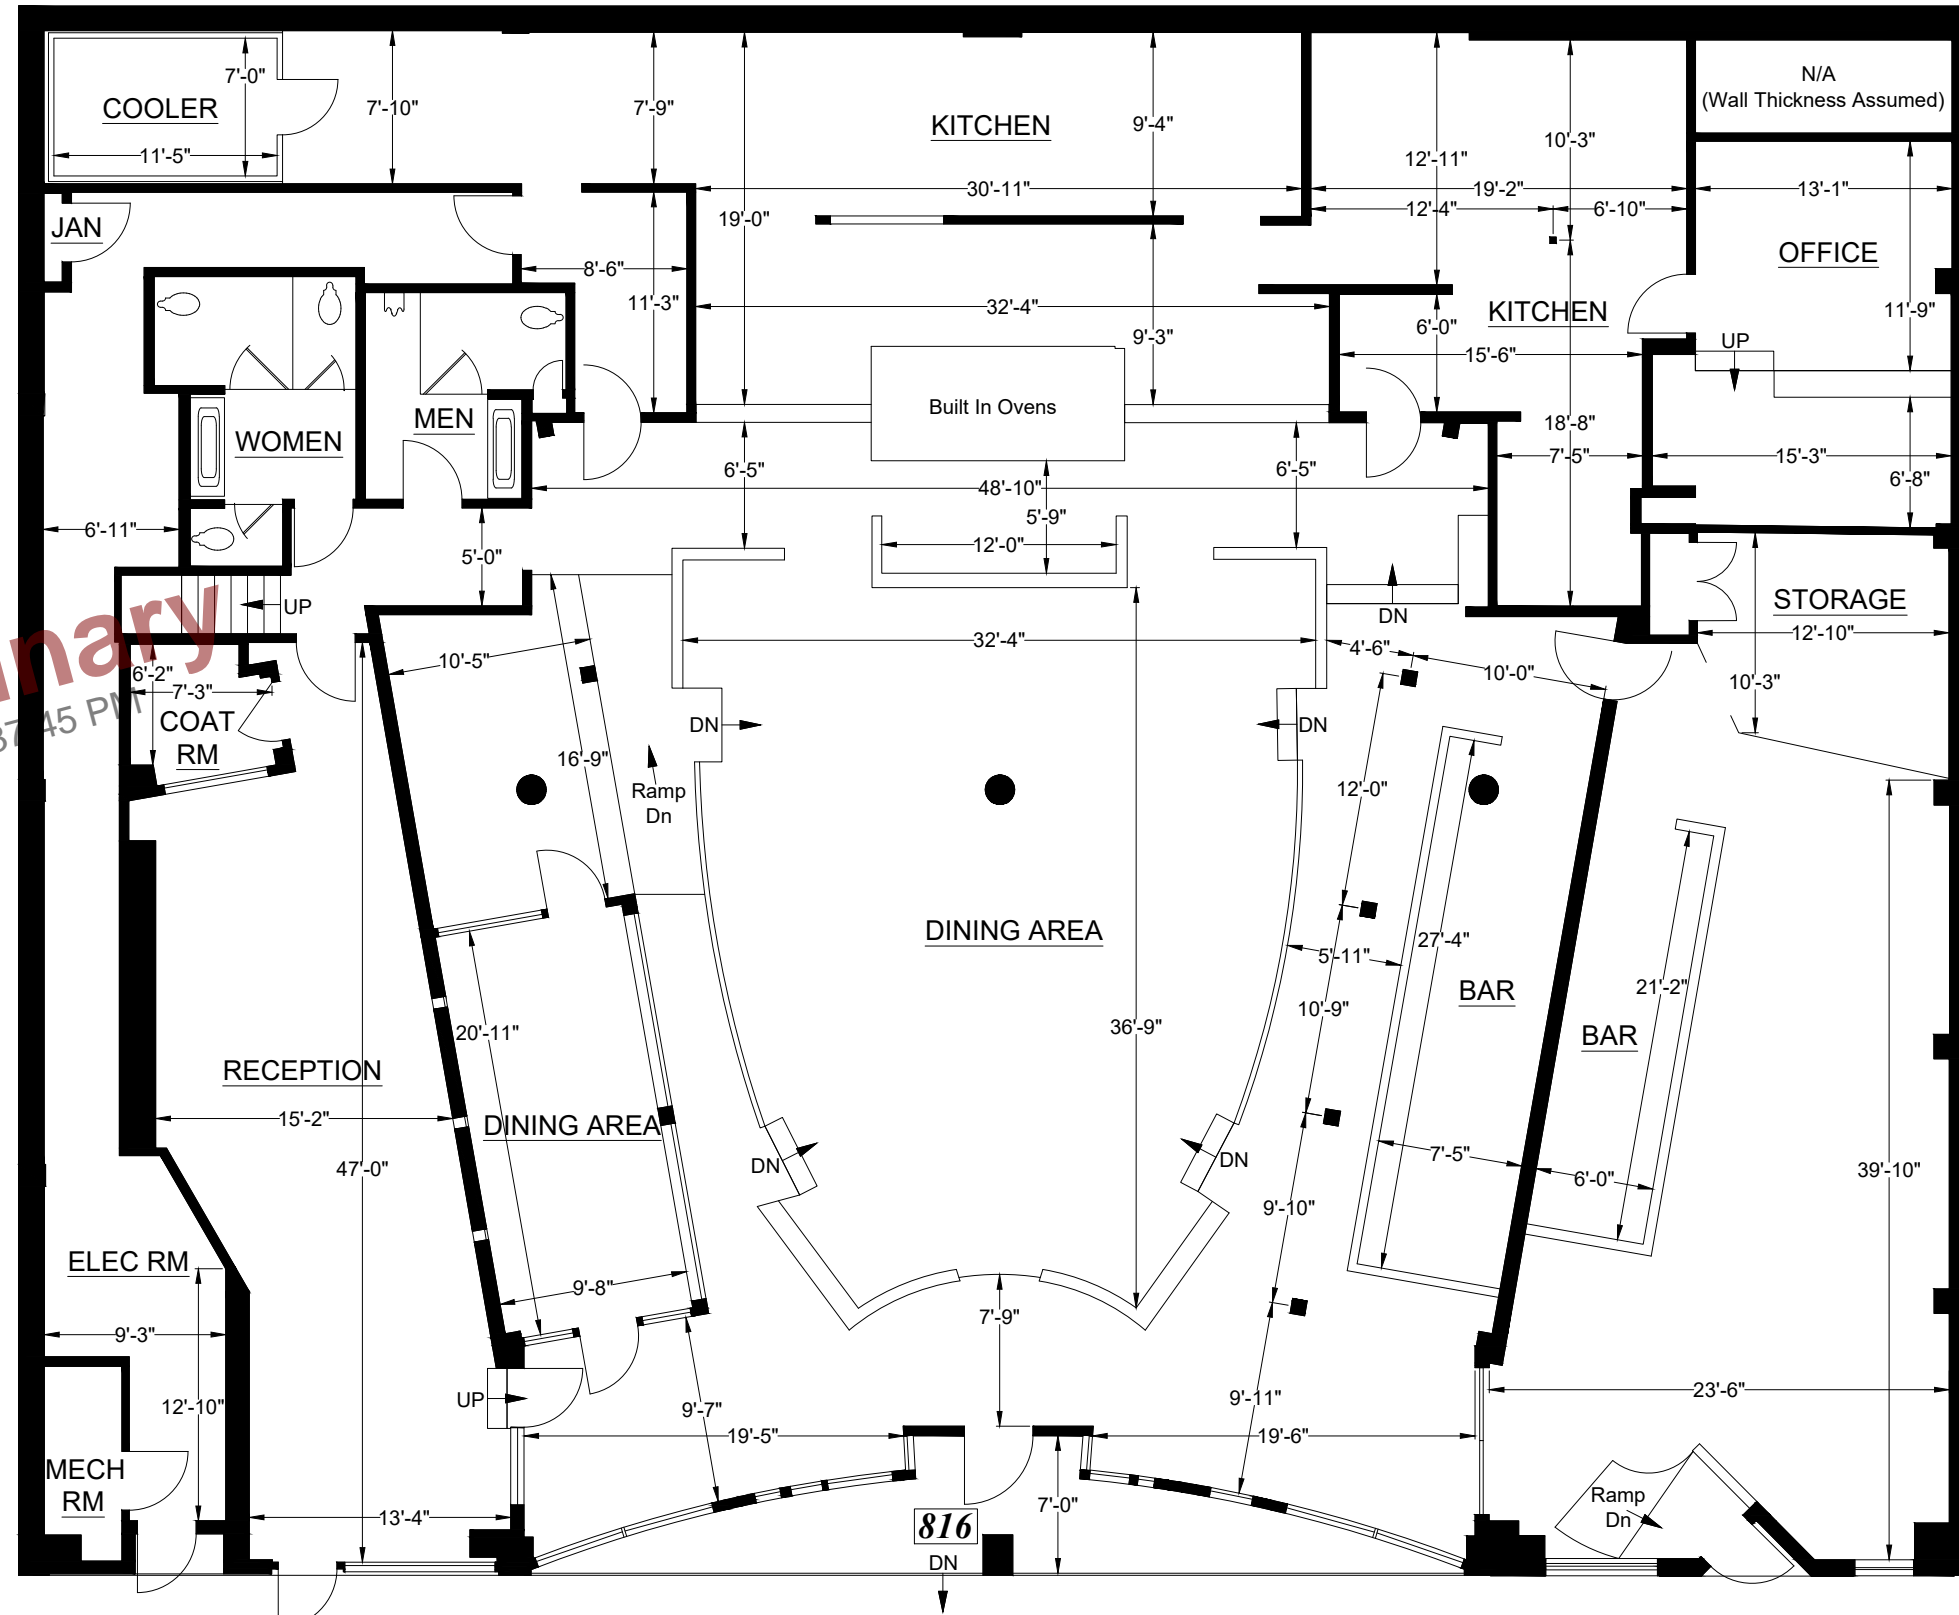 7'-0"
7'-10"
7'-9"
9'-4"
N/A
(Wall Thickness Assumed)
COOLER
KITCHEN
10'-3"
11'-5"
12'-11"
30'-11"
19'-2"
13'-1"
JAN
19'-0"
12'-4"
6'-10"
OFFICE
8'-6"
11'-3"
32'-4"
KITCHEN
11'-9"
6'-0"
9'-3"
UP
15'-6"
Built In Ovens
MEN
18'-8"
WOMEN
7'-5"
15'-3"
6'-5"
6'-5"
6'-8"
48'-10"
5'-9"
6'-11"
5'-0"
12'-0"
UP
DN
STORAGE
12'-10"
32'-4"
4'-6"
10'-5"
10'-0"
6'-2"
7'-3"
10'-3"
COAT
RM
45 PM
DN
DN
16'-9"
Ramp
Dn
12'-0"
DINING AREA
27'-4"
5'-11"
BAR
21'-2"
10'-9"
20'-11"
36'-9"
BAR
RECEPTION
15'-2"
DINING AREA
47'-0"
DN
DN
7'-5"
6'-0"
39'-10"
9'-10"
ELEC RM
9'-8"
7'-9"
9'-3"
UP
12'-10"
9'-7"
9'-11"
23'-6"
19'-5"
19'-6"
MECH
RM
13'-4"
7'-0"
Ramp
Dn
816
DN